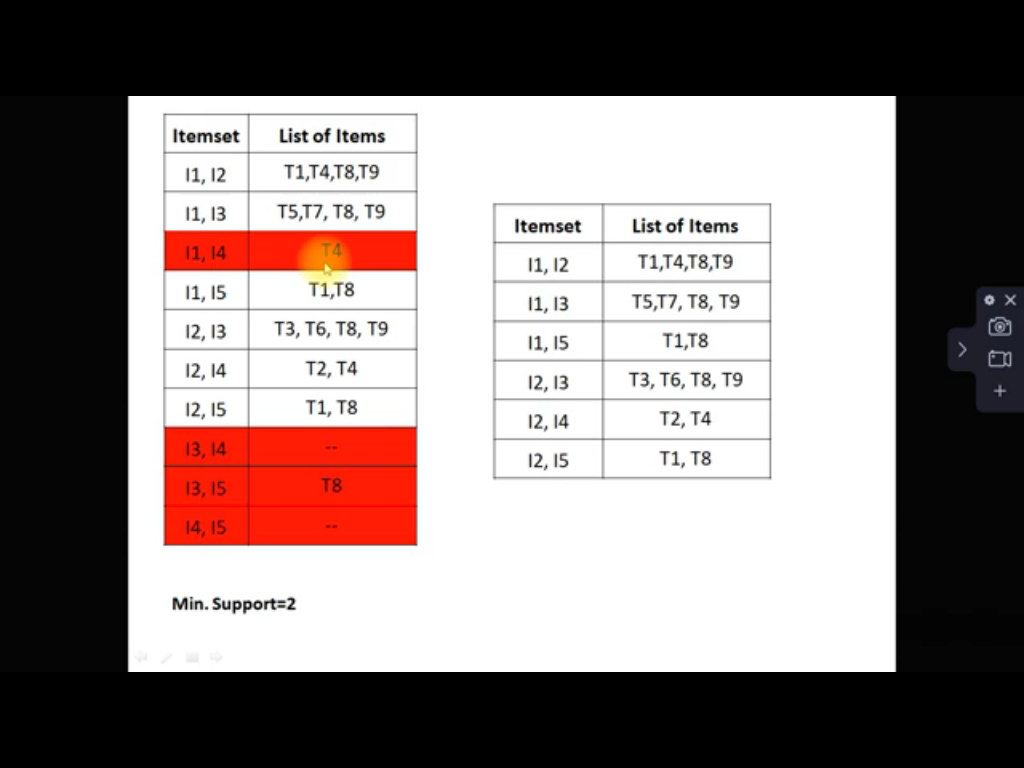 Itemset List of Items
I1, I2 T1,T4,T8,T9
I1, I3 T5,T7, T8, T9
I1, I4 T4
I1, I5 T1,T8
I2, I3 T3, T6, T8, T9
I2, I4 T2, T4
I2, I5 T1, T8
I3, I4 --
I3, I5 T8
I4, I5 --
Itemset List of Items
I1, I2 T1,T4,T8,T9
I1, I3 T5,T7, T8, T9
I1, I5 T1,T8
I2, I3 T3, T6, T8, T9
I2, I4 T2, T4
I2, I5 T1, T8
Min. Support=2